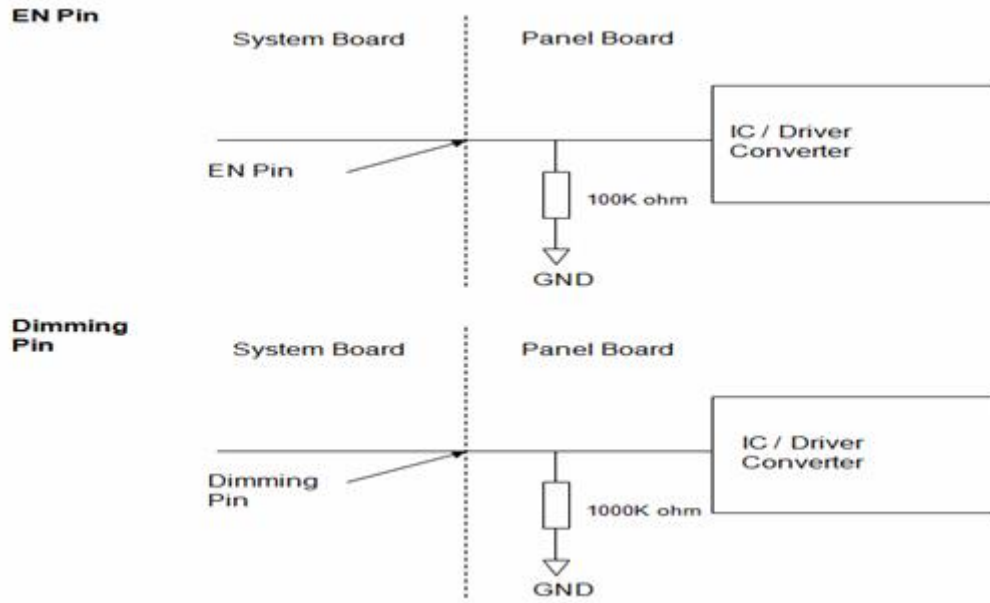 EN Pin
System Board
Panel Board
IC / Driver
Converter
EN Pin
100K ohm
GND
Dimming
Pin
System Board
Panel Board
IC / Driver
Converter
Dimming
Pin
1000K ohm
GND